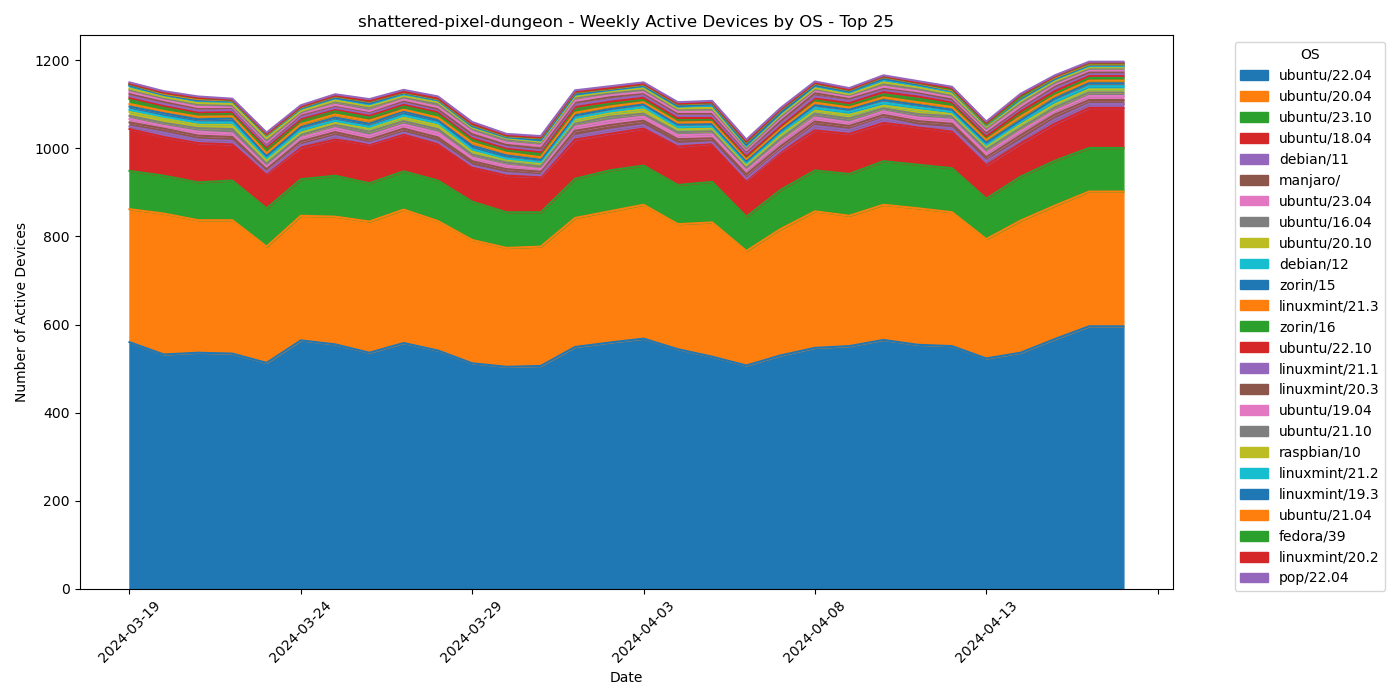 shattered-pixel-dungeon - Weekly Active Devices by OS - Top 25
Number of Active Devices
1200
1000
800
600
400
200
0
2024-03-19
2024-03-24
2024-03-29
2024-04-03
2024-04-08
2024-04-13
Date
OS
ubuntu/22.04
ubuntu/20.04
ubuntu/23.10
ubuntu/18.04
debian/11
manjaro/
ubuntu/23.04
ubuntu/16.04
ubuntu/20.10
debian/12
zorin/15
linuxmint/21.3
zorin/16
ubuntu/22.10
linuxmint/21.1
linuxmint/20.3
ubuntu/19.04
ubuntu/21.10
raspbian/10
linuxmint/21.2
linuxmint/19.3
ubuntu/21.04
fedora/39
linuxmint/20.2
pop/22.04